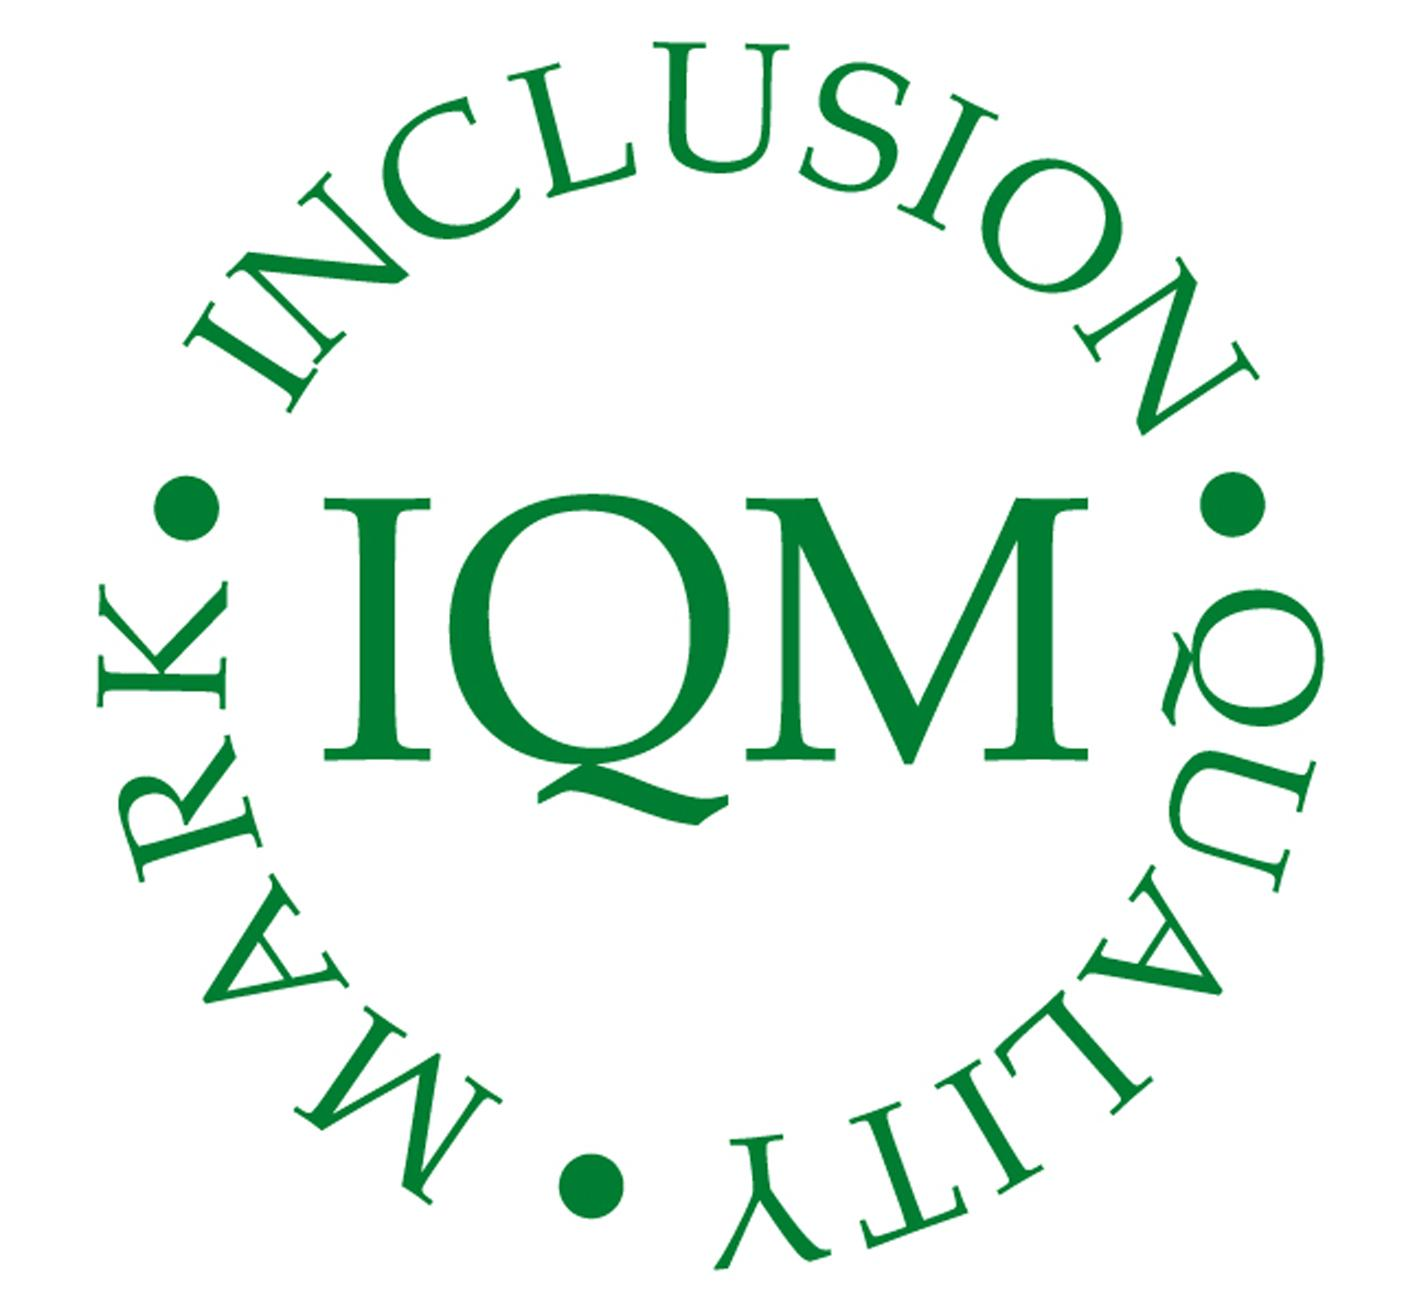 INCLUSION • QUALITY • MARK •
IQM